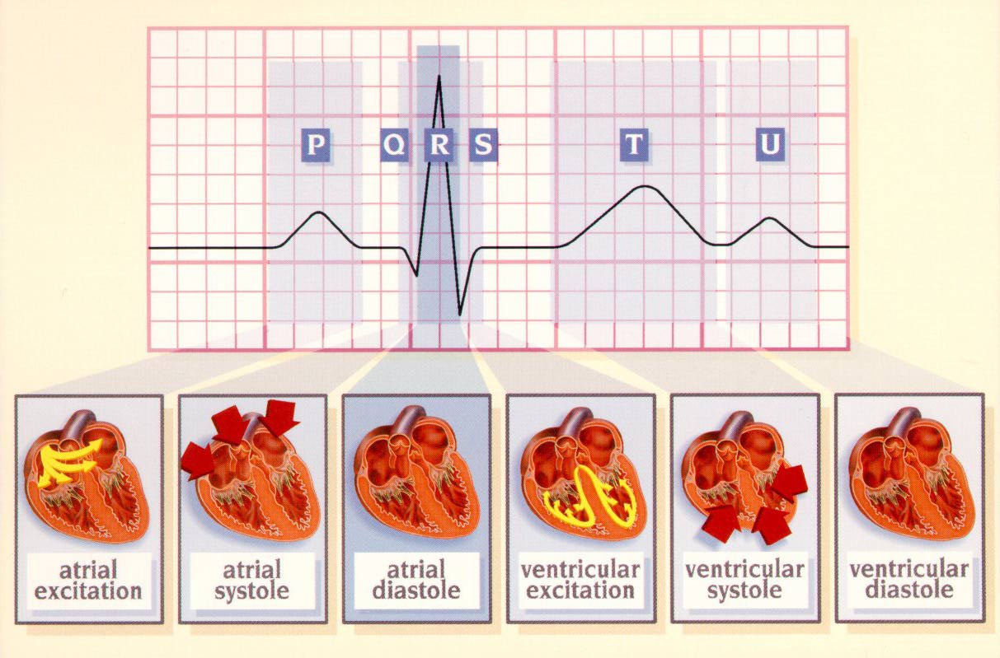 P Q R S T U
atrial
excitation
atrial
systole
atrial
diastole
ventricular
excitation
ventricular
systole
ventricular
diastole